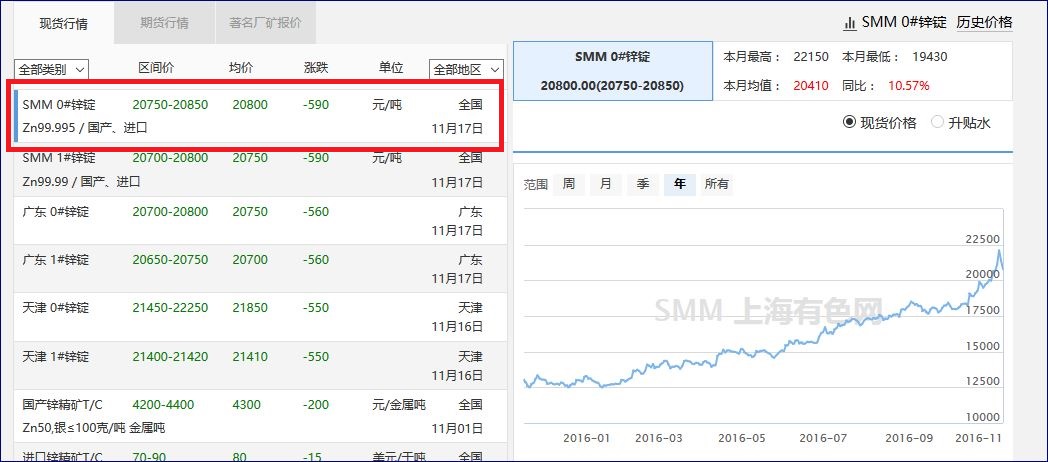 现货行情 期货行情 著名厂矿报价
全部类别 区间价 均价 涨跌 单位 全部地区
SMM 0#锌锭 20750-20850 20800 -590 元/吨 全国
Zn99.995 / 国产、进口 11月17日
SMM 1#锌锭 20700-20800 20750 -590 元/吨 全国
Zn99.99 / 国产、进口 11月17日
广东 0#锌锭 20700-20800 20750 -560 广东
11月17日
广东 1#锌锭 20650-20750 20700 -560 广东
11月17日
天津 0#锌锭 21450-22250 21850 -550 天津
11月16日
天津 1#锌锭 21400-21420 21410 -550 天津
11月16日
国产锌精矿T/C 4200-4400 4300 -200 元/金属吨 全国
Zn50,银≤100克/吨 金属吨 11月01日
进口锌精矿T/C 70-90 80 -15 美元/干吨 全国
SMM 0#锌锭 历史价格
SMM 0#锌锭
20800.00(20750-20850)
本月最高： 22150 本月最低： 19430
本月均值： 20410 同比： 10.57%
现货价格 升贴水
范围 周 月 季 年 所有
22500
20000
17500
15000
12500
10000
SMM 上海有色网
2016-01 2016-03 2016-05 2016-07 2016-09 2016-11